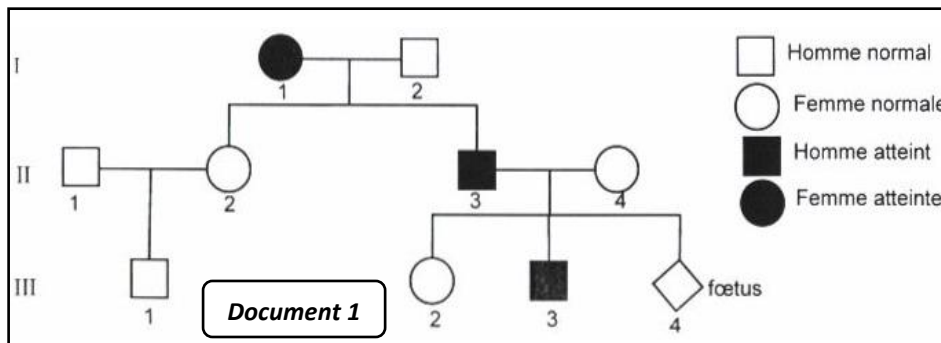 I
1
2
Homme normal
Femme normale
Homme atteint
Femme atteinte
II
1
2
3
4
III
1
2
3
4
fœtus
Document 1